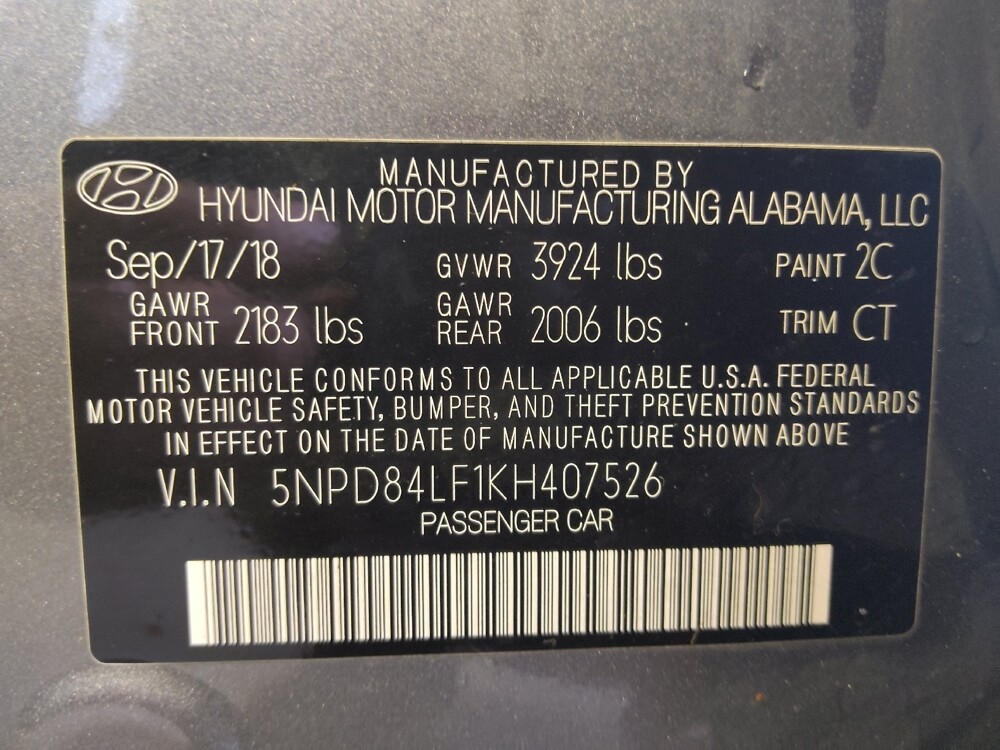 MANUFACTURED BY
HYUNDAI MOTOR MANUFACTURING ALABAMA, LLC
Sep/17/18 GVWR 3924 lbs PAINT 2C
GAWR FRONT 2183 lbs GAWR REAR 2006 lbs TRIM CT
THIS VEHICLE CONFORMS TO ALL APPLICABLE U.S.A. FEDERAL
MOTOR VEHICLE SAFETY, BUMPER, AND THEFT PREVENTION STANDARDS
IN EFFECT ON THE DATE OF MANUFACTURE SHOWN ABOVE
V.I.N 5NPD84LF1KH407526
PASSENGER CAR